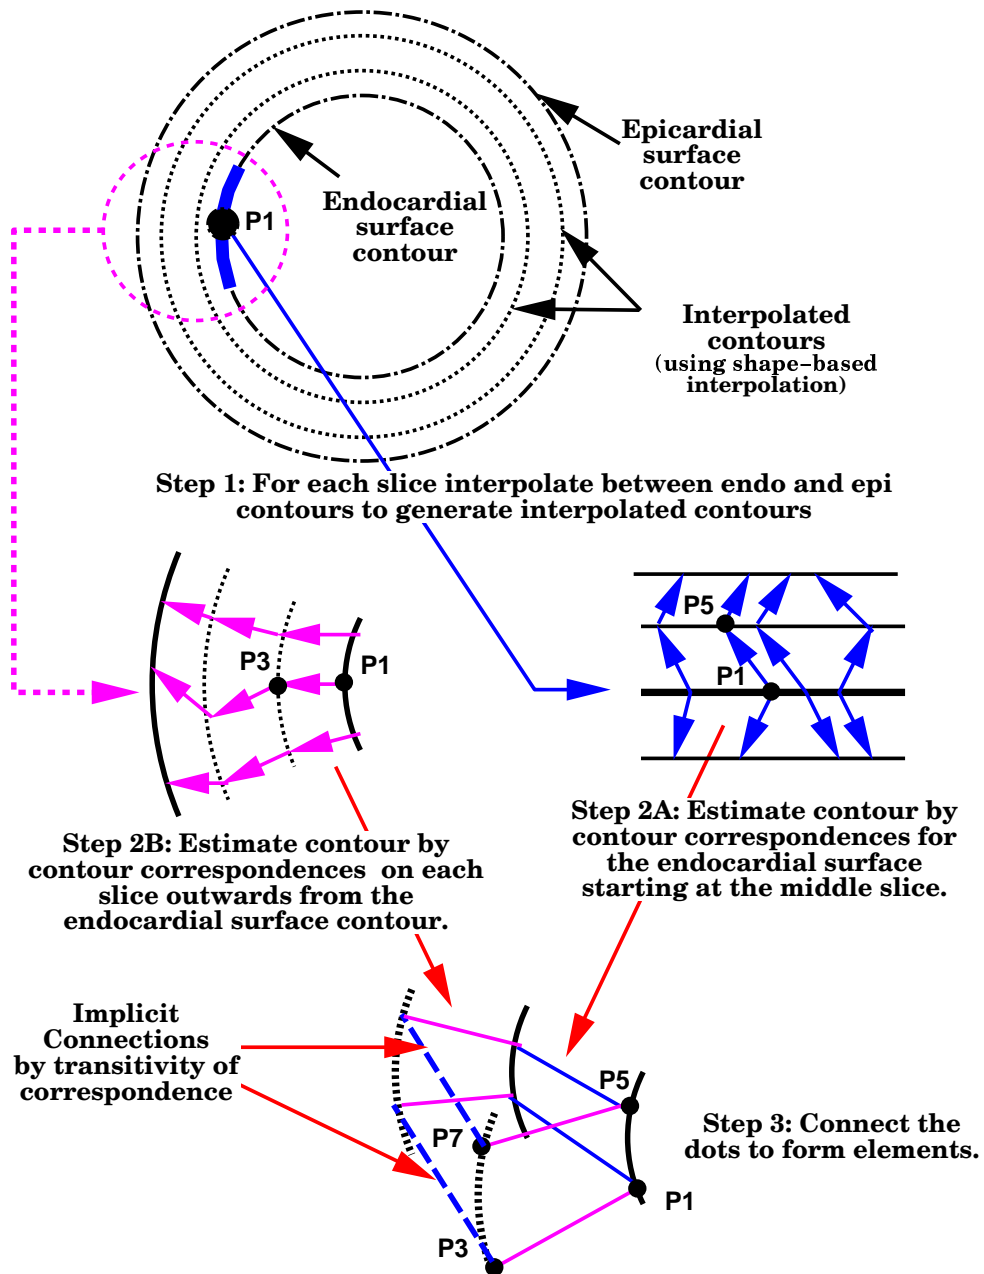 Epicardial
surface
contour
Endocardial
surface
contour
P1
Interpolated
contours
(using shape-based
interpolation)
Step 1: For each slice interpolate between endo and epi
contours to generate interpolated contours
P3
P1
P5
P1
Step 2A: Estimate contour by
contour correspondences for
the endocardial surface
starting at the middle slice.
Step 2B: Estimate contour by
contour correspondences on each
slice outwards from the
endocardial surface contour.
Implicit
Connections
by transitivity of
correspondence
P5
P7
P1
P3
Step 3: Connect the
dots to form elements.